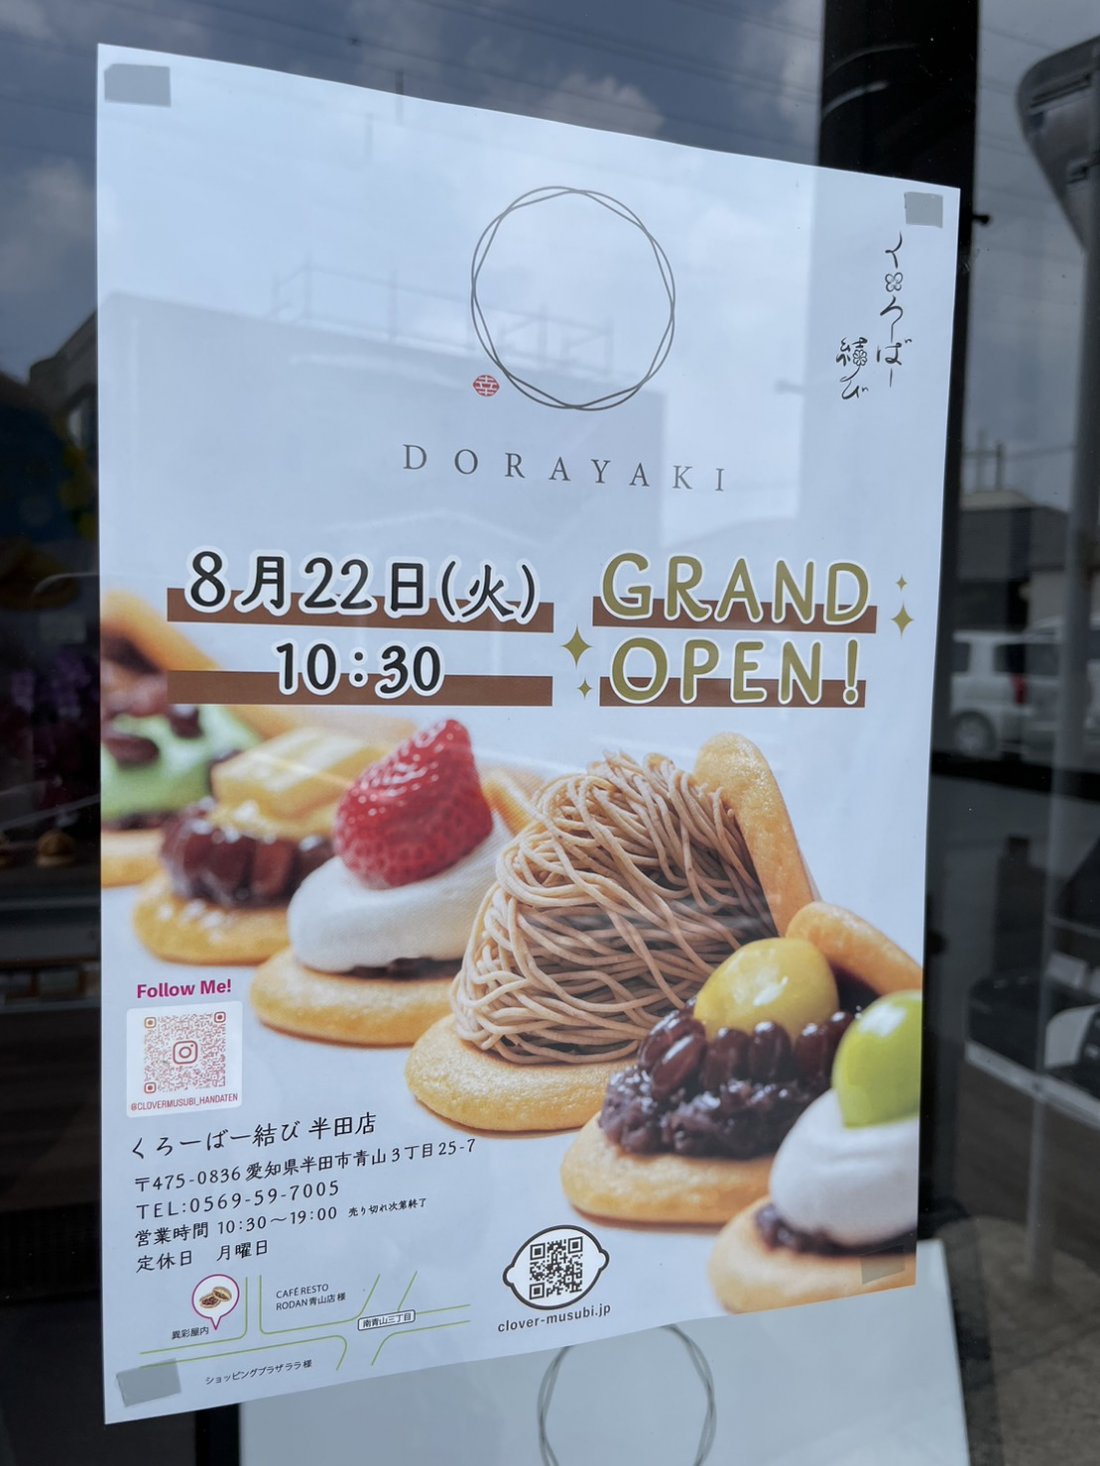 くろーばー
結び
幸
DORAYAKI
8月22日(火)
10:30
GRAND
OPEN!
Follow Me!
@CLOVERMUSUBI_HANDATEN
くろーばー結び 半田店
〒475-0836 愛知県半田市青山3丁目25-7
TEL:0569-59-7005
営業時間 10:30～19:00 売り切れ次第終了
定休日 月曜日
CAFÉ RESTO
RODAN青山店 様
南青山三丁目
異彩屋内
ショッピングプラザララ様
clover-musubi.jp